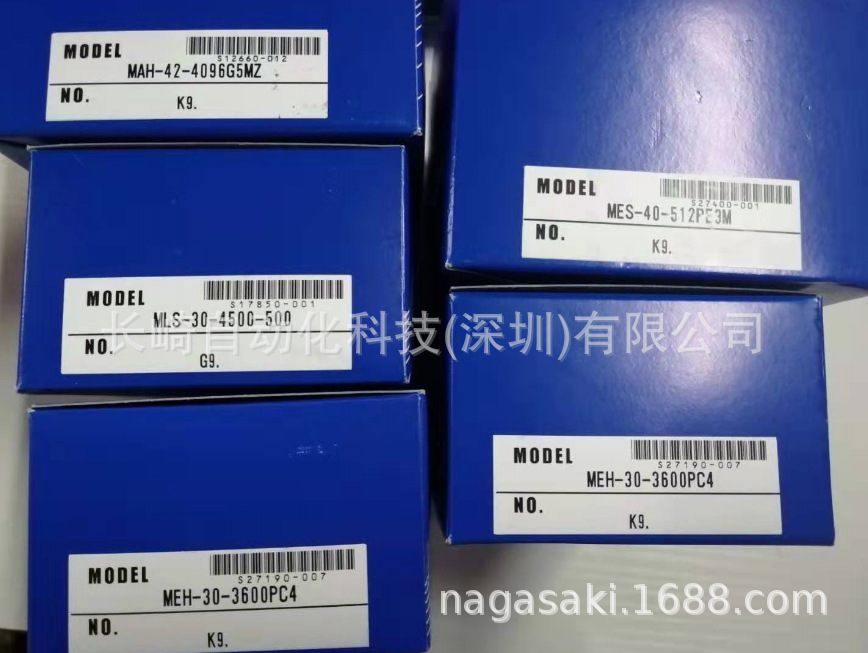 MODEL
S12660-012
MAH-42-4096G5MZ
NO.
K9.
MODEL
S27400-001
MES-40-512PE3M
NO.
K9.
MODEL
S17850-001
MLS-30-4500-500
NO.
G9.
长崎自动化科技(深圳)有限公司
MODEL
S27190-007
MEH-30-3600PC4
NO.
K9.
MODEL
S27190-007
MEH-30-3600PC4
NO.
K9.
nagasaki.1688.com